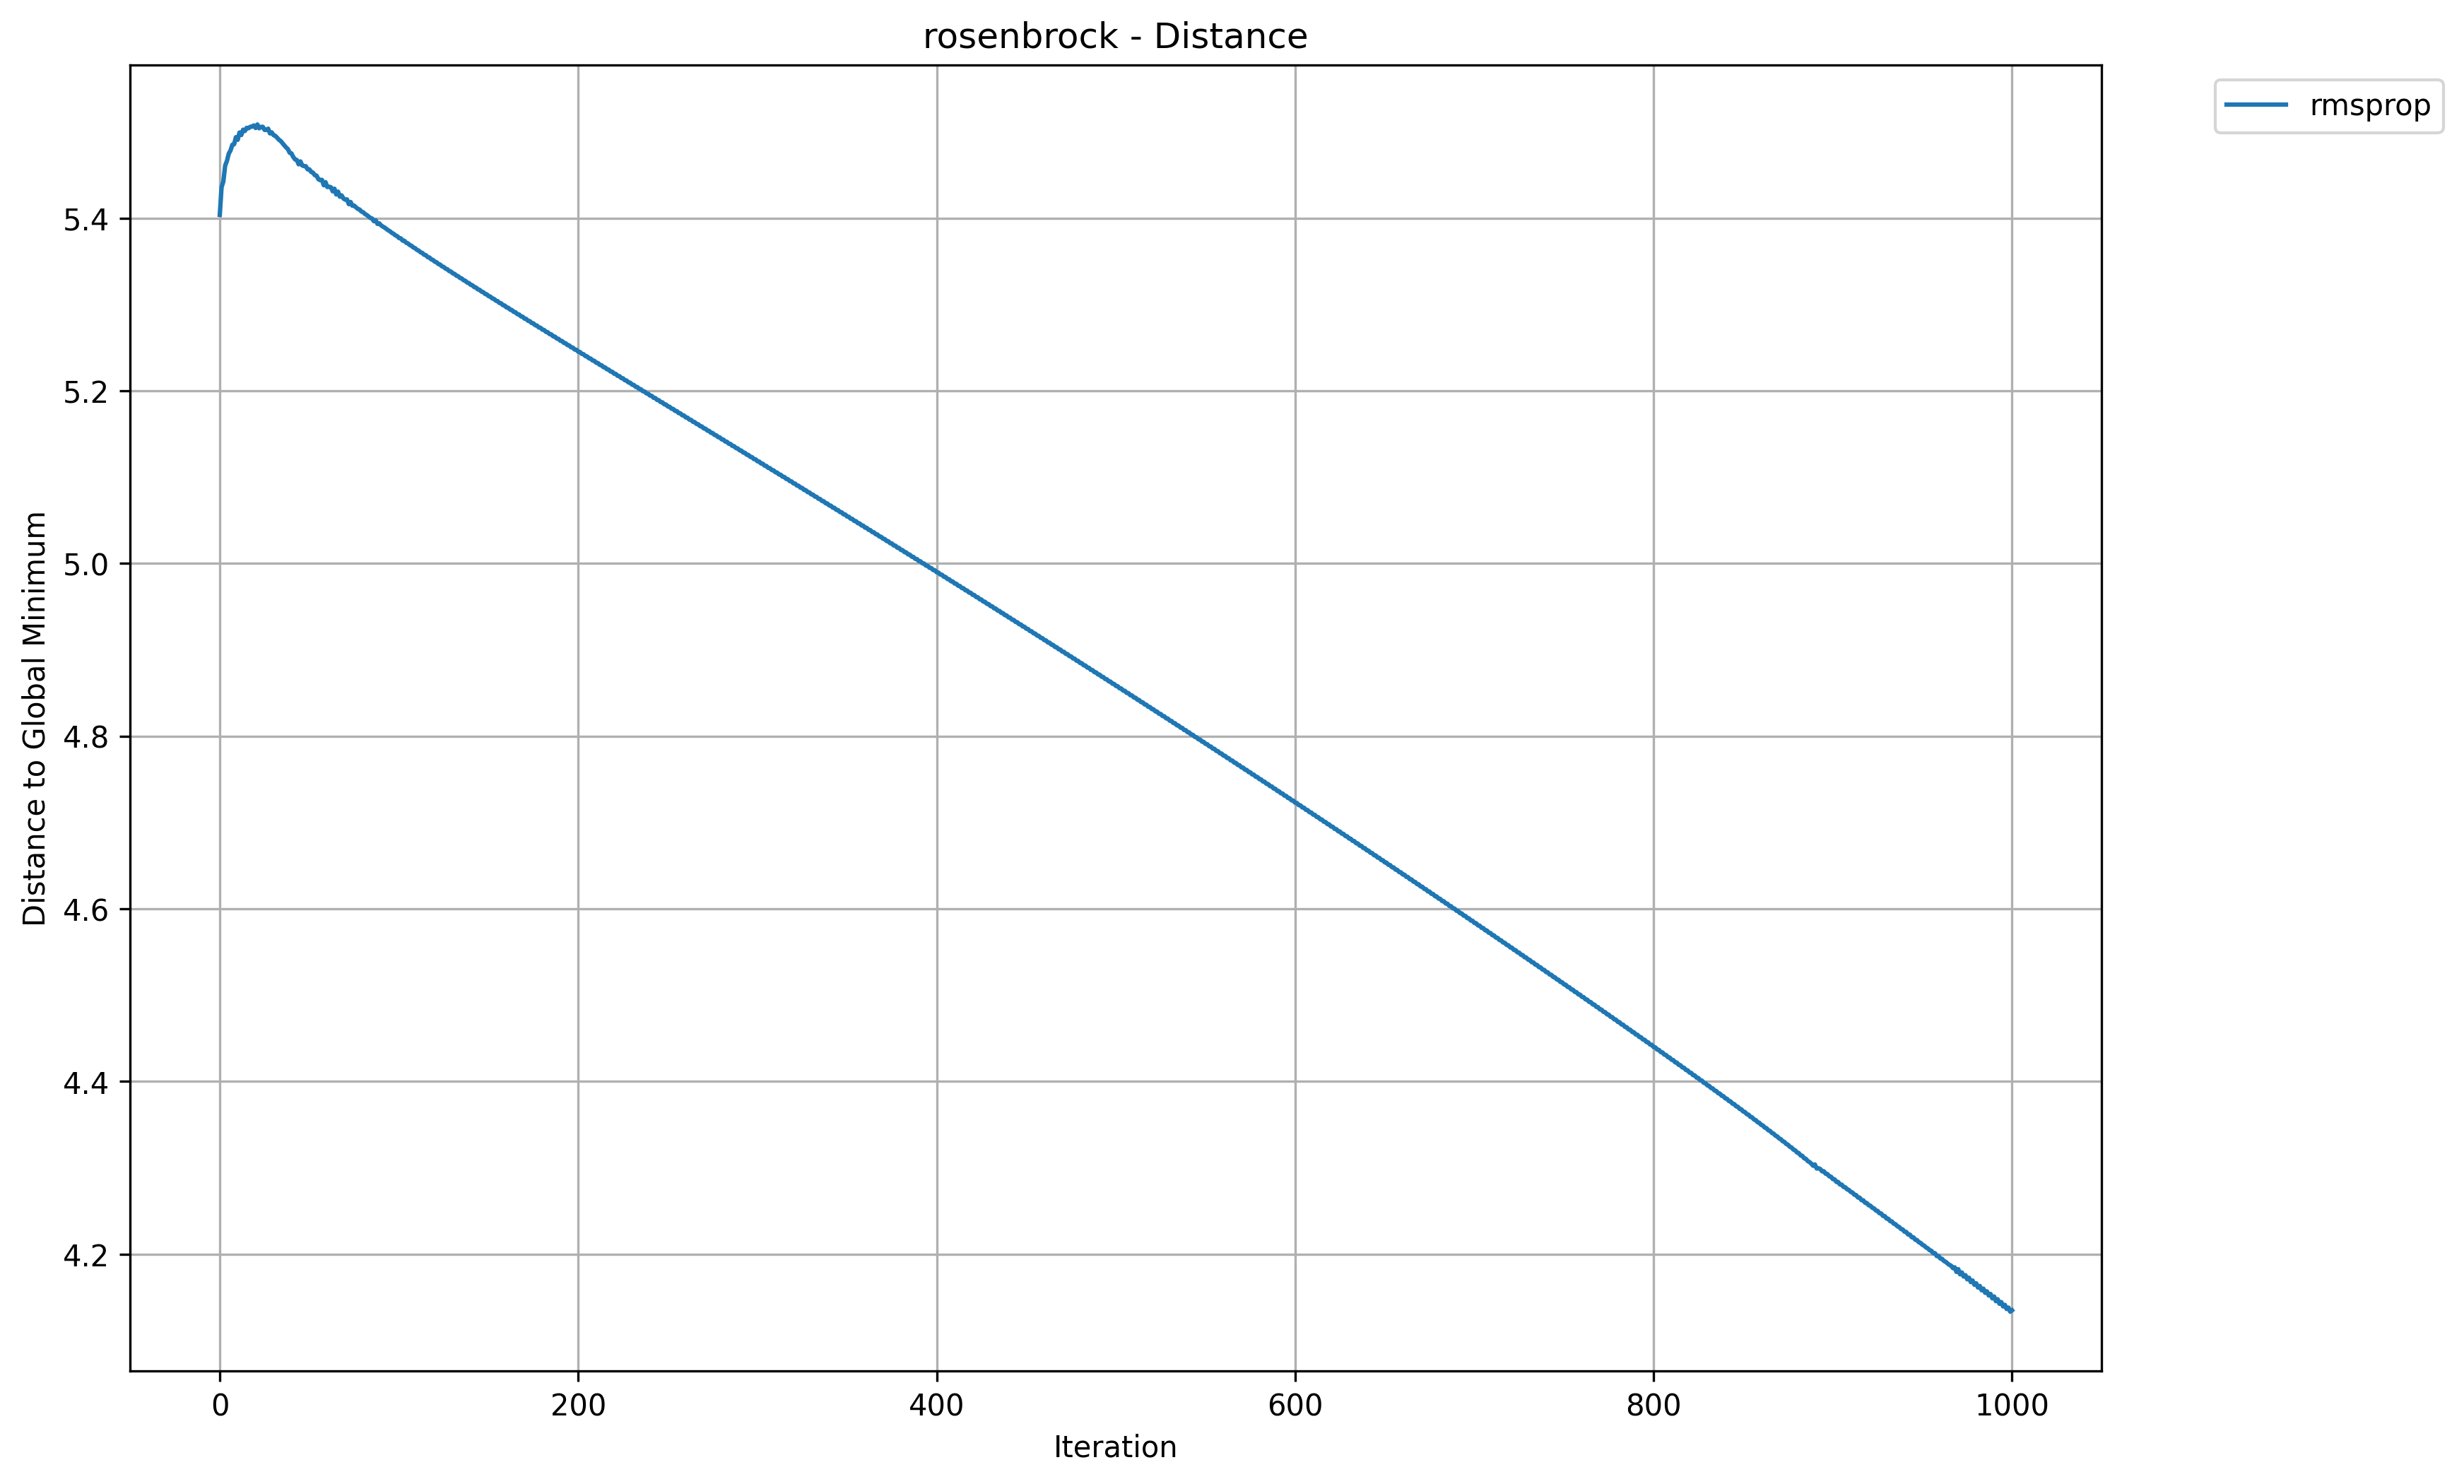 rosenbrock - Distance
rmsprop
Distance to Global Minimum
5.4
5.2
5.0
4.8
4.6
4.4
4.2
0 200 400 600 800 1000
Iteration